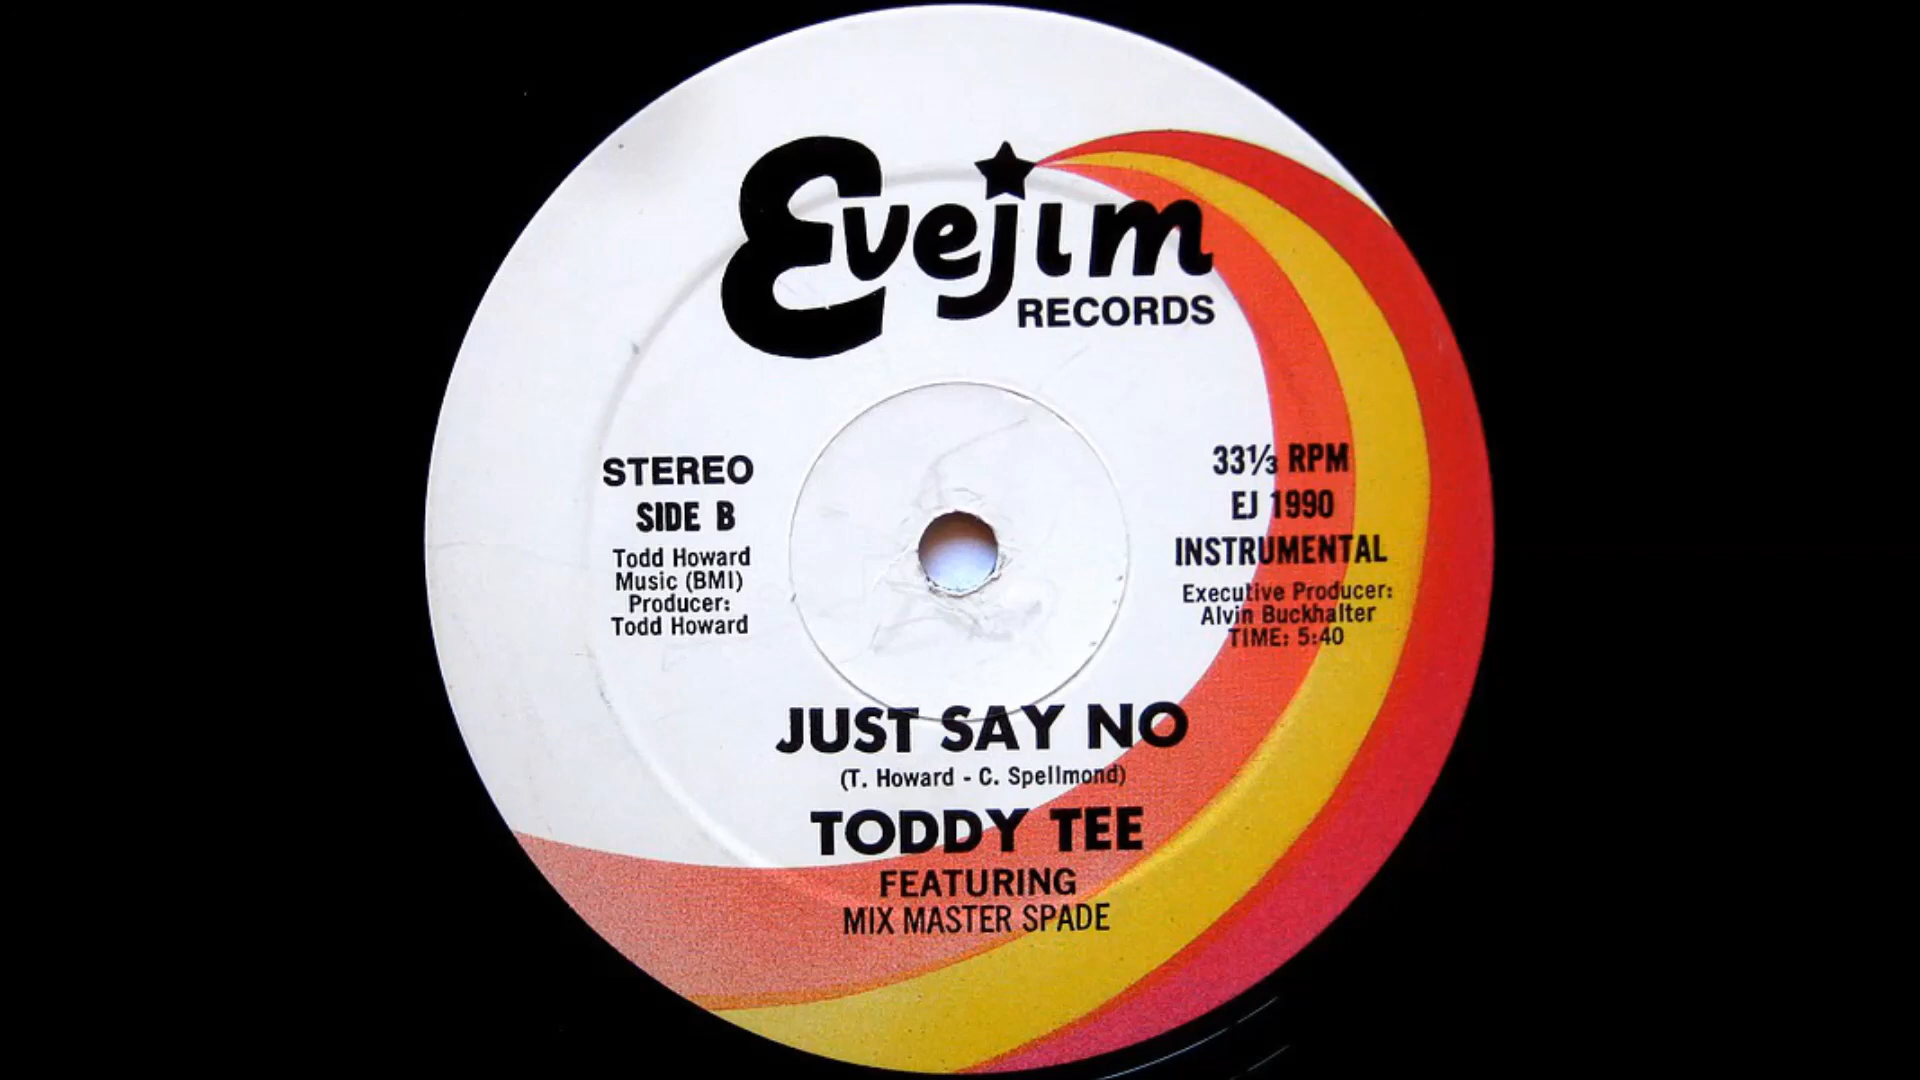 Evejim
RECORDS
STEREO
SIDE B
Todd Howard
Music (BMI)
Producer:
Todd Howard
33⅓ RPM
EJ 1990
INSTRUMENTAL
Executive Producer:
Alvin Buckhalter
TIME: 5:40
JUST SAY NO
(T. Howard - C. Spellmond)
TODDY TEE
FEATURING
MIX MASTER SPADE